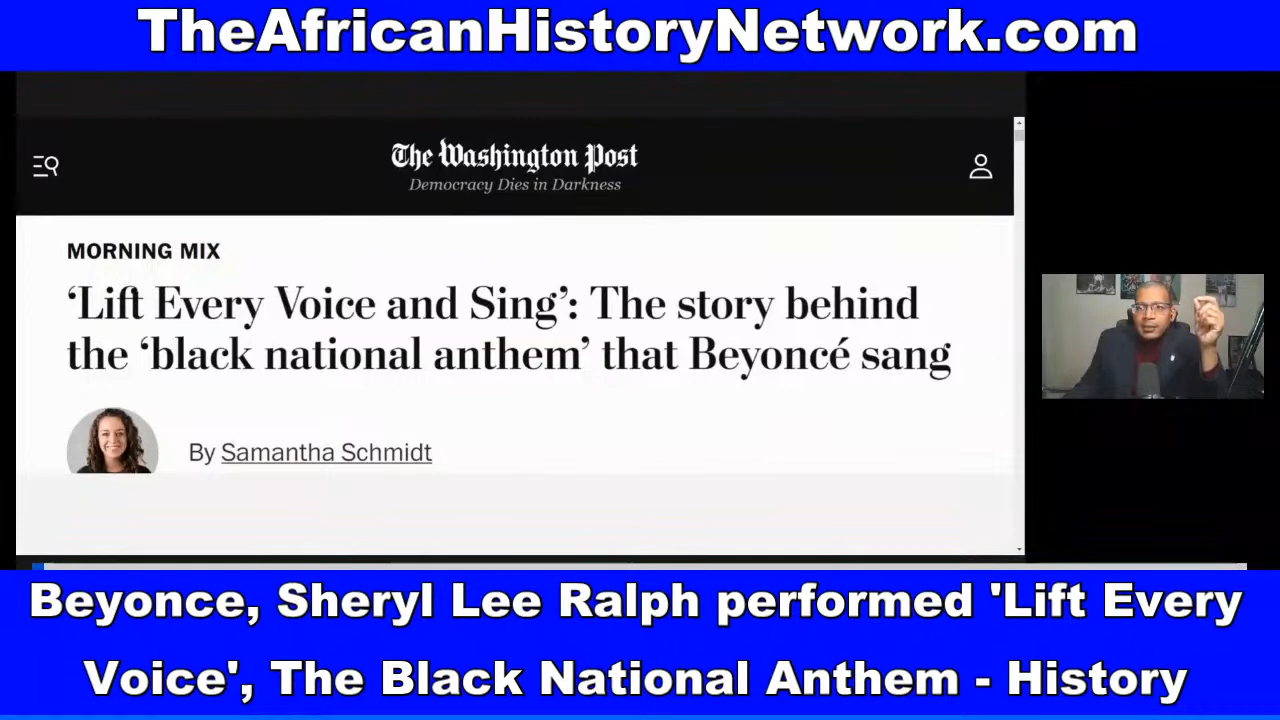 TheAfricanHistoryNetwork.com
The Washington Post
Democracy Dies in Darkness
MORNING MIX
‘Lift Every Voice and Sing’: The story behind
the ‘black national anthem’ that Beyoncé sang
By Samantha Schmidt
Beyonce, Sheryl Lee Ralph performed 'Lift Every
Voice', The Black National Anthem - History